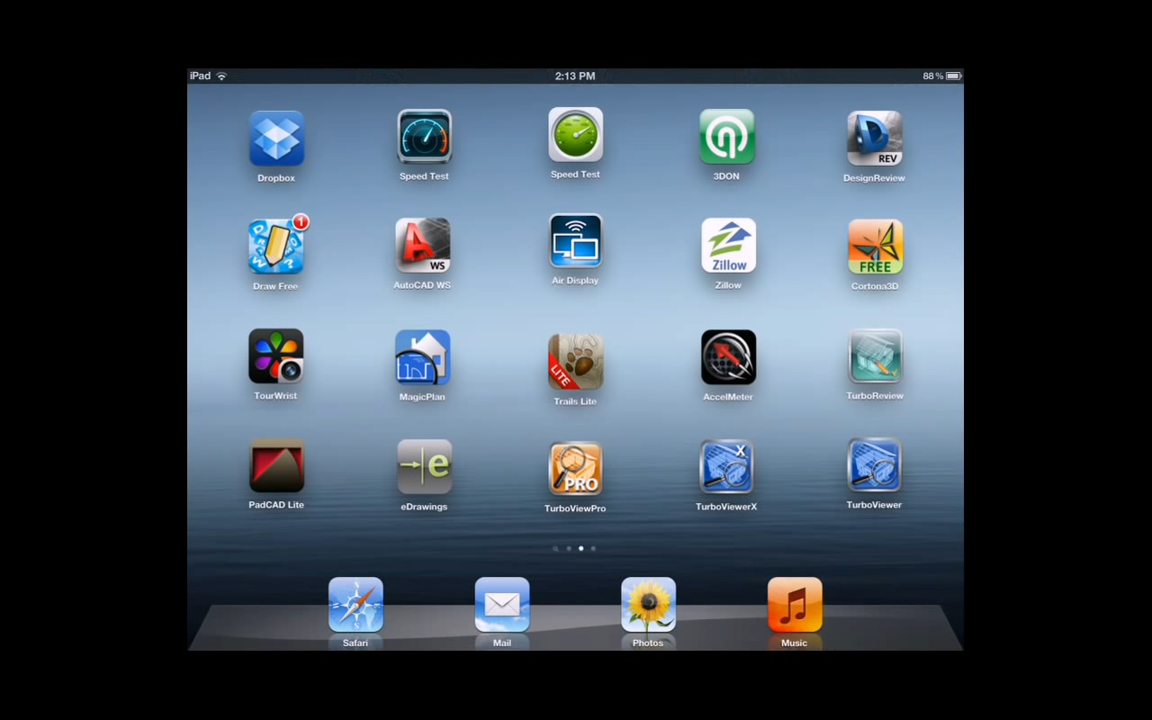 iPad 2:13 PM 88%
Dropbox Speed Test Speed Test 3DON DesignReview
REV
Draw Free AutoCAD WS Air Display Zillow Cortona3D
1
WS
Zillow
FREE
TourWrist MagicPlan Trails Lite AccelMeter TurboReview
LITE
PadCAD Lite eDrawings TurboViewPro TurboViewerX TurboViewer
e
PRO
X
Safari Mail Photos Music